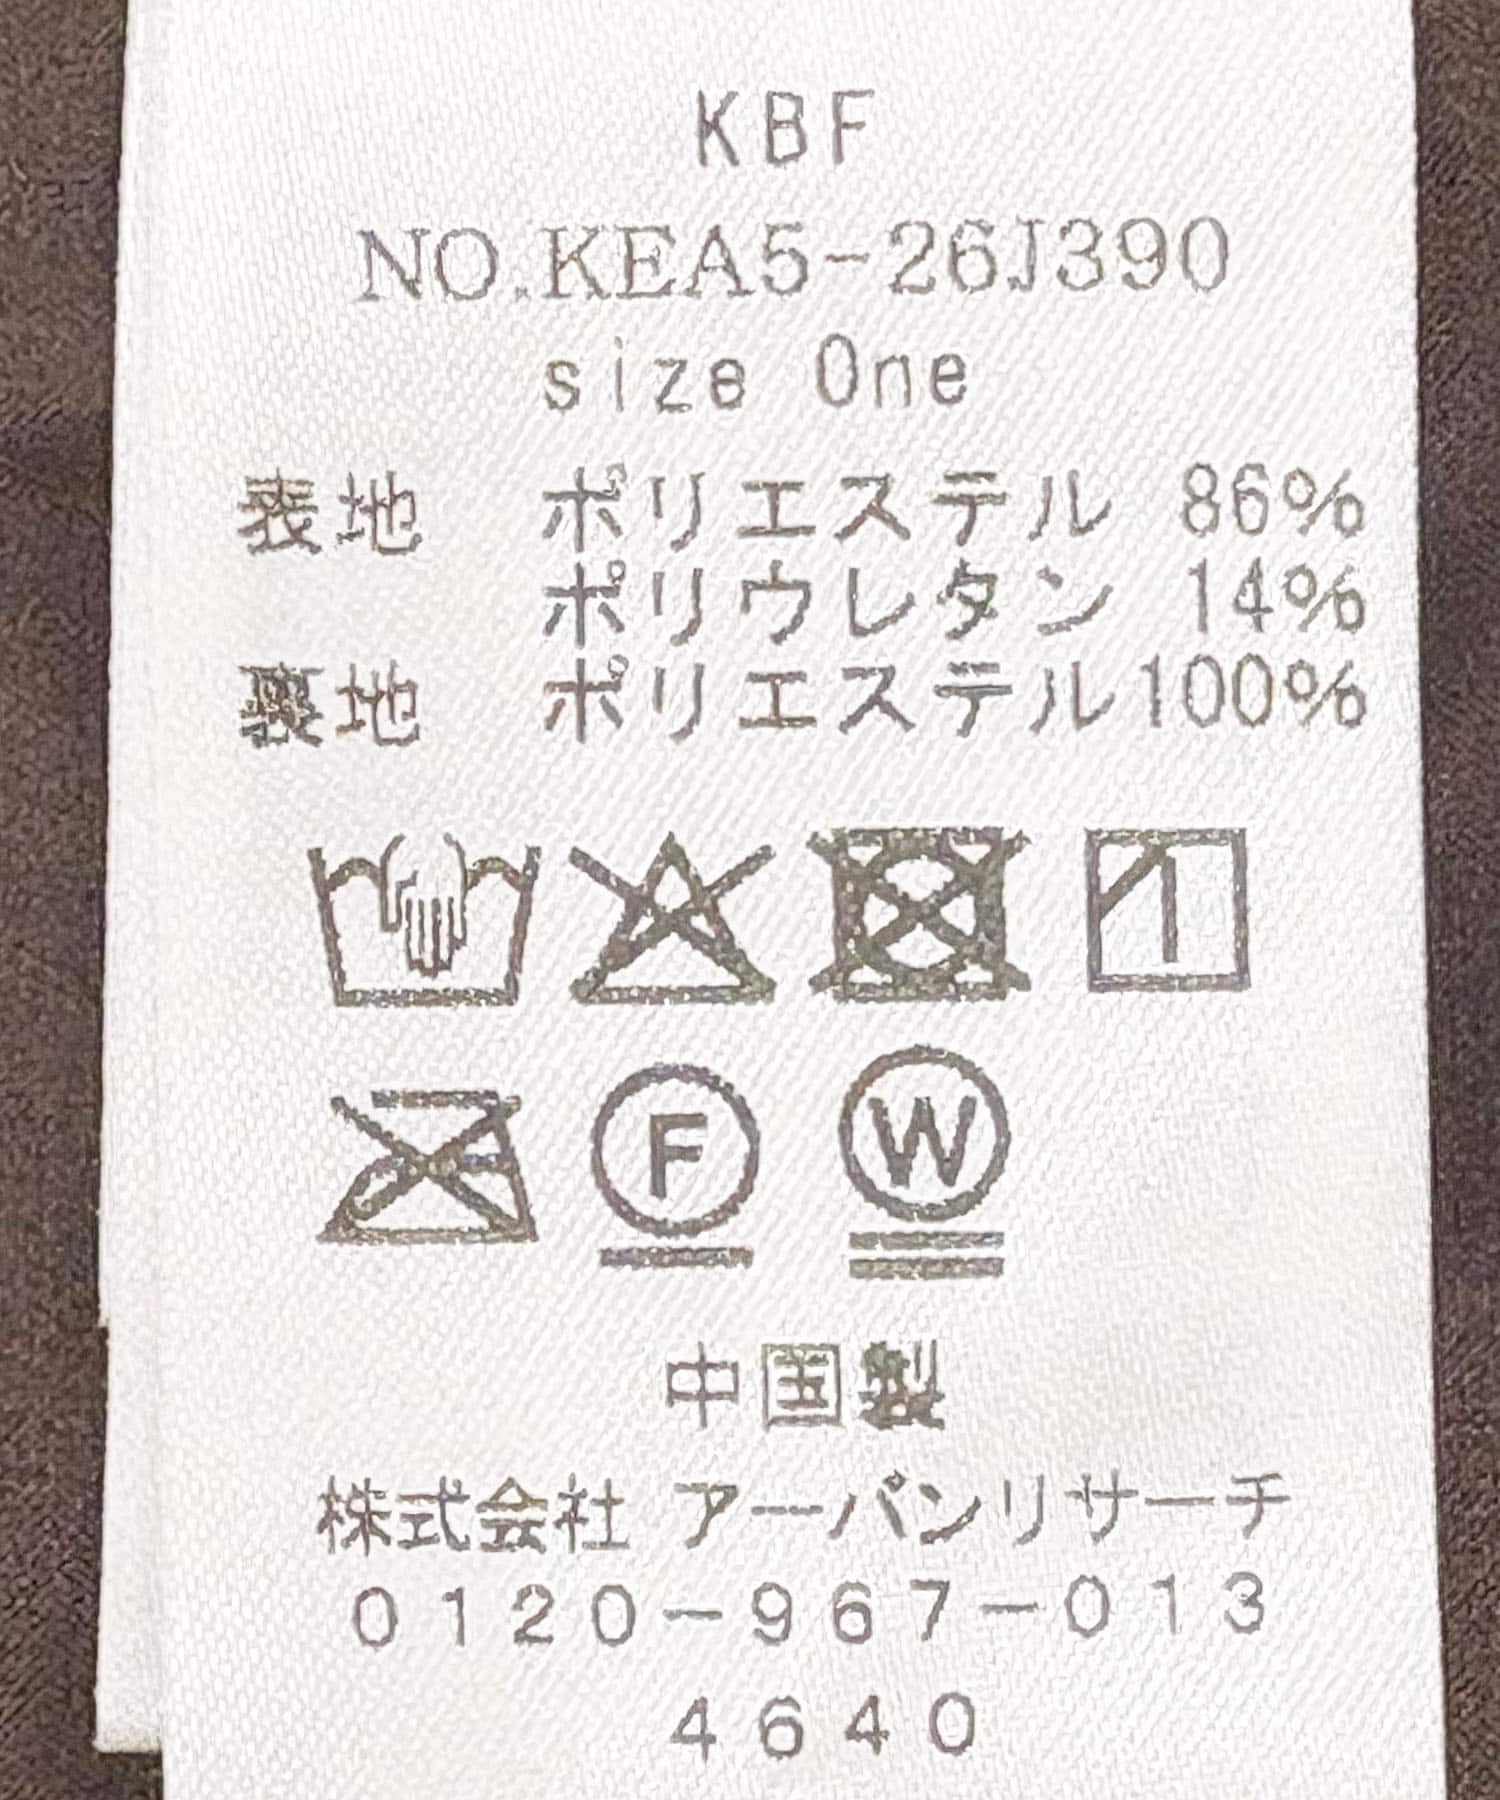 KBF
NO.KEA5-26J390
size One
表地 ポリエステル 86%
ポリウレタン 14%
裏地 ポリエステル100%
F W
中国製
株式会社 アーバンリサーチ
0120-967-013
4640